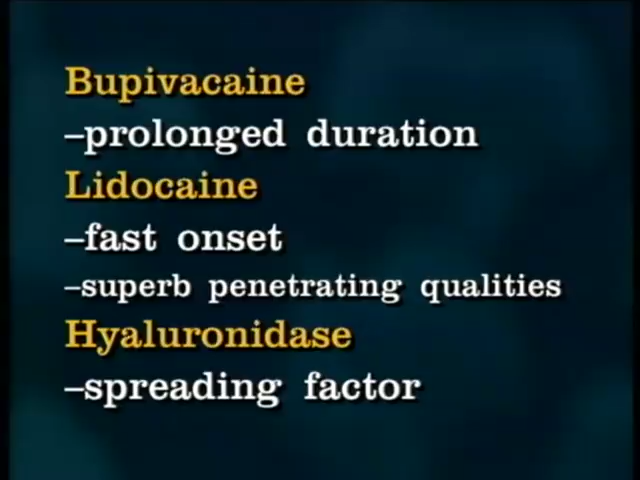 Bupivacaine
–prolonged duration
Lidocaine
–fast onset
–superb penetrating qualities
Hyaluronidase
–spreading factor